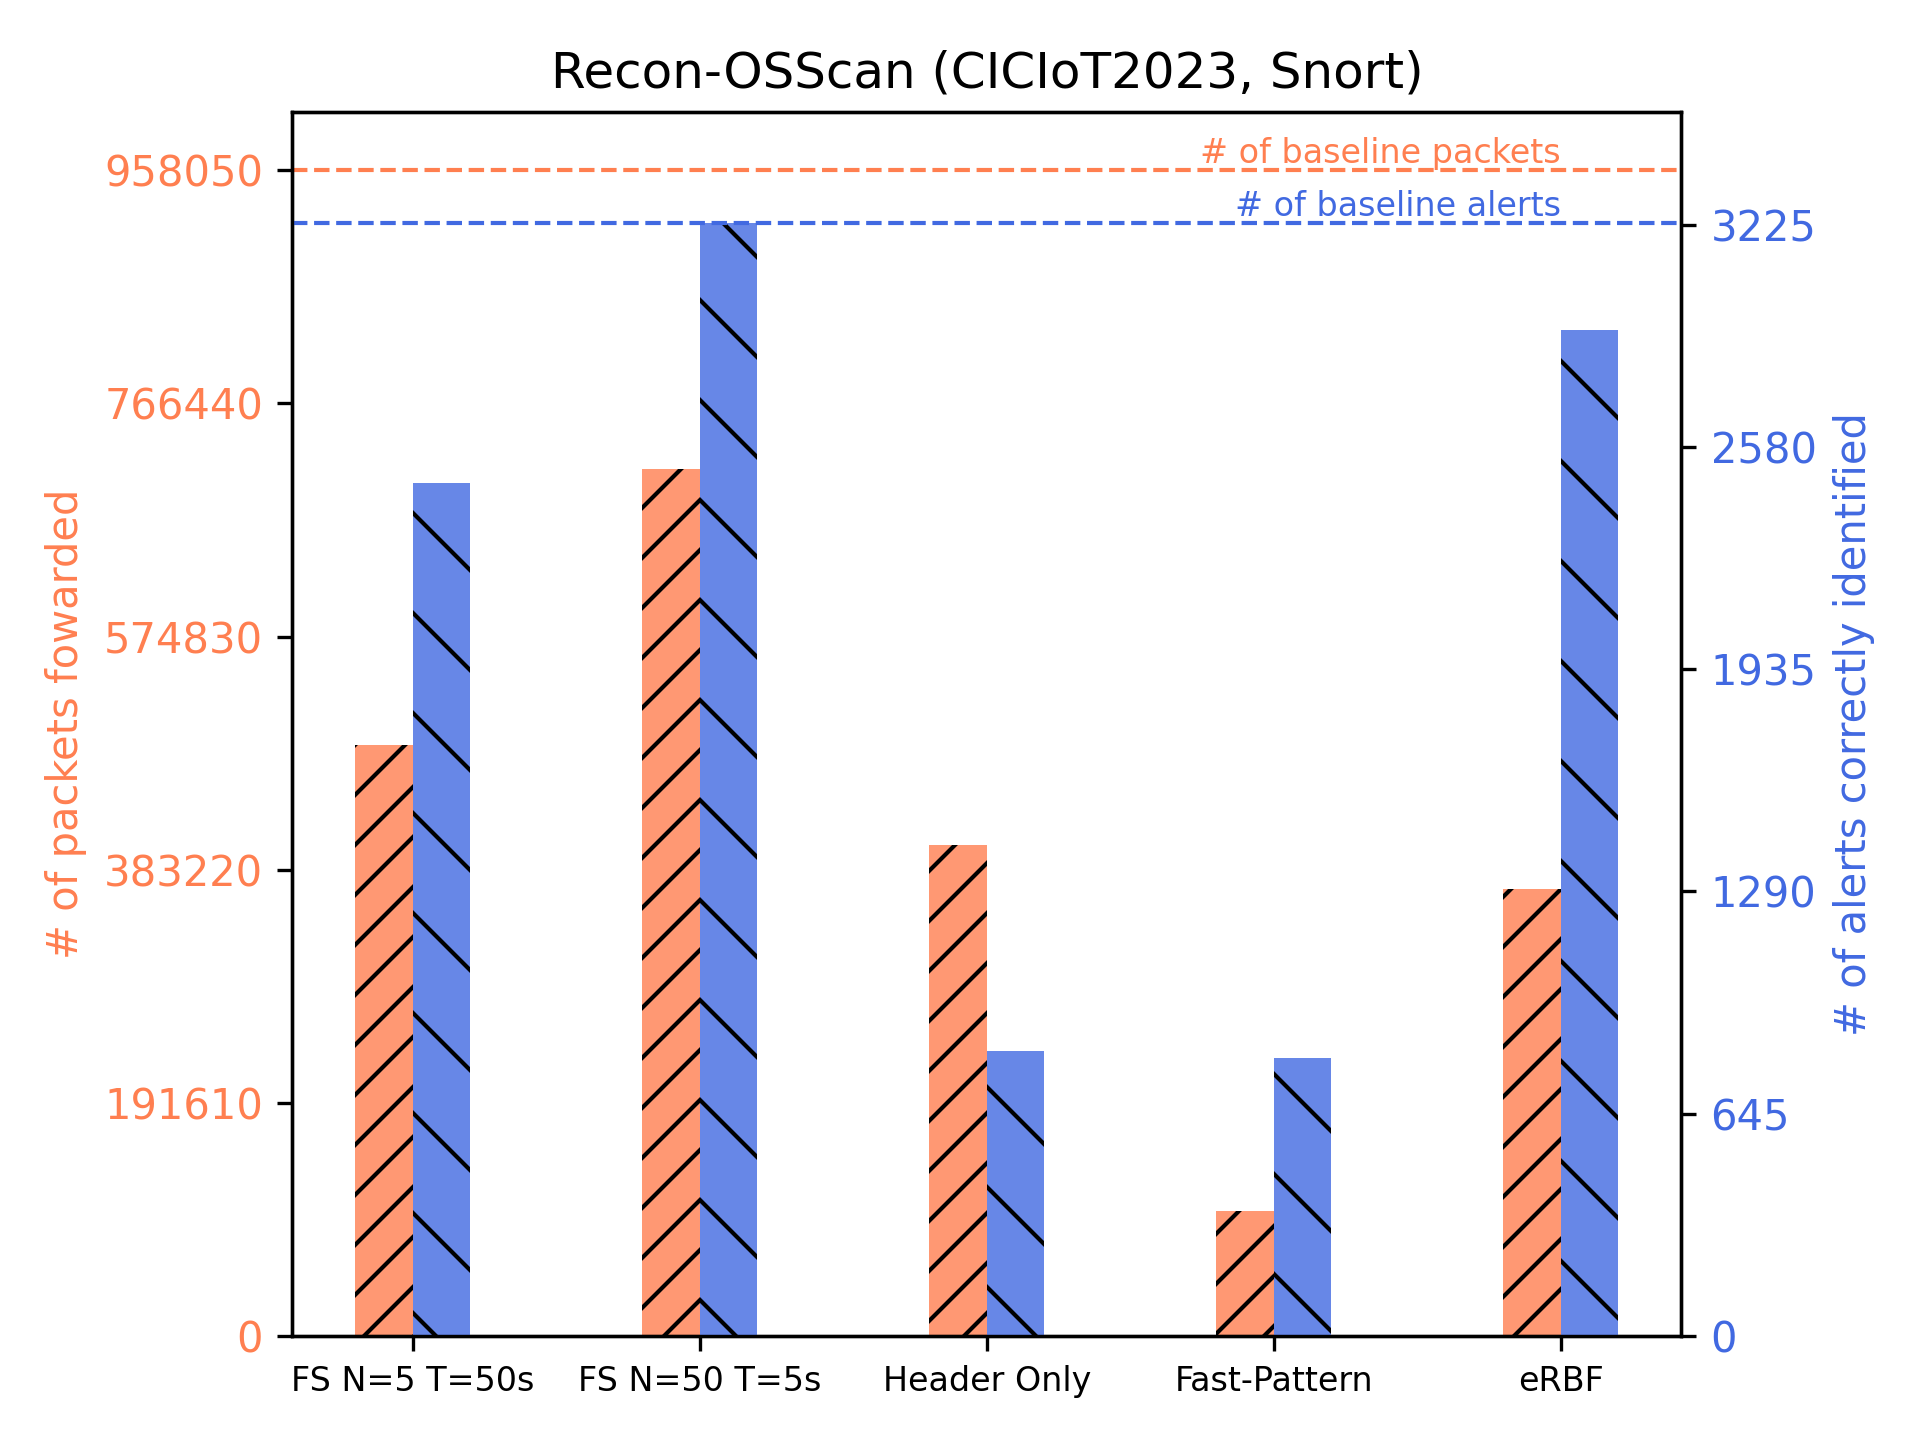 Recon-OSScan (CICIoT2023, Snort)
# of baseline packets
# of baseline alerts
# of packets fowarded
958050
766440
574830
383220
191610
0
3225
2580
1935
1290
645
0
# of alerts correctly identified
FS N=5 T=50s
FS N=50 T=5s
Header Only
Fast-Pattern
eRBF